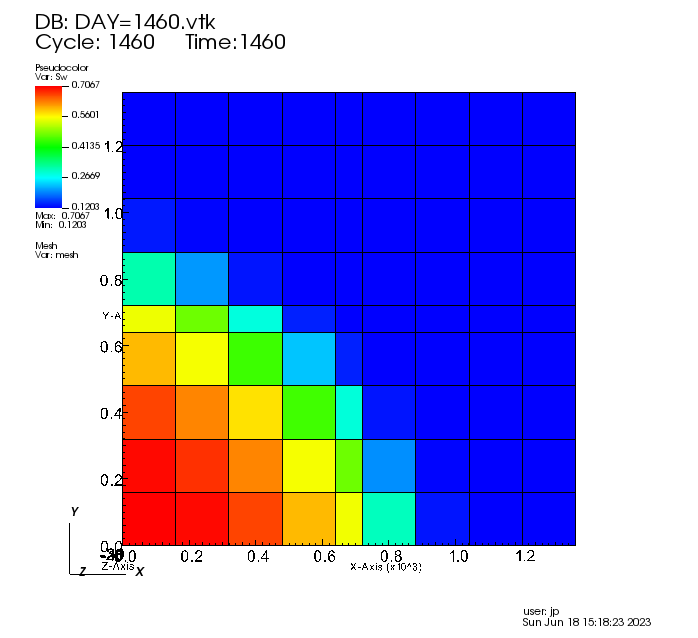 DB: DAY=1460.vtk
Cycle: 1460 Time:1460
Pseudocolor
Var: Sw
0.7067
0.5601
0.4135
0.2669
0.1203
Max: 0.7067
Min: 0.1203
Mesh
Var: mesh
1.2
1.0
0.8
Y-A
0.6
0.4
0.2
0.0
0.0 0.2 0.4 0.6 0.8 1.0 1.2
Z-Axis
X-Axis (x10^3)
Y
Z X
user: jp
Sun Jun 18 15:18:23 2023